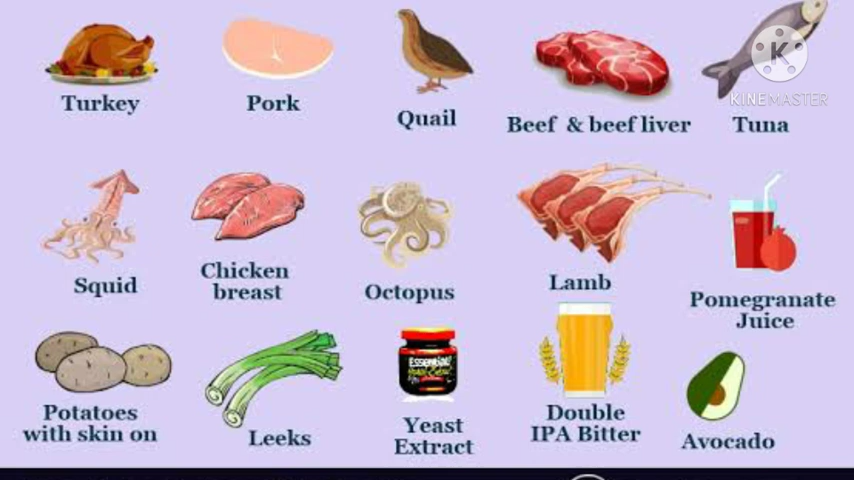 K
KINEMASTER
Turkey
Pork
Quail
Beef & beef liver
Tuna
Squid
Chicken
breast
Octopus
Lamb
Pomegranate
Juice
Potatoes
with skin on
Leeks
ESSENTIAL
Yeast
Extract
Double
IPA Bitter
Avocado